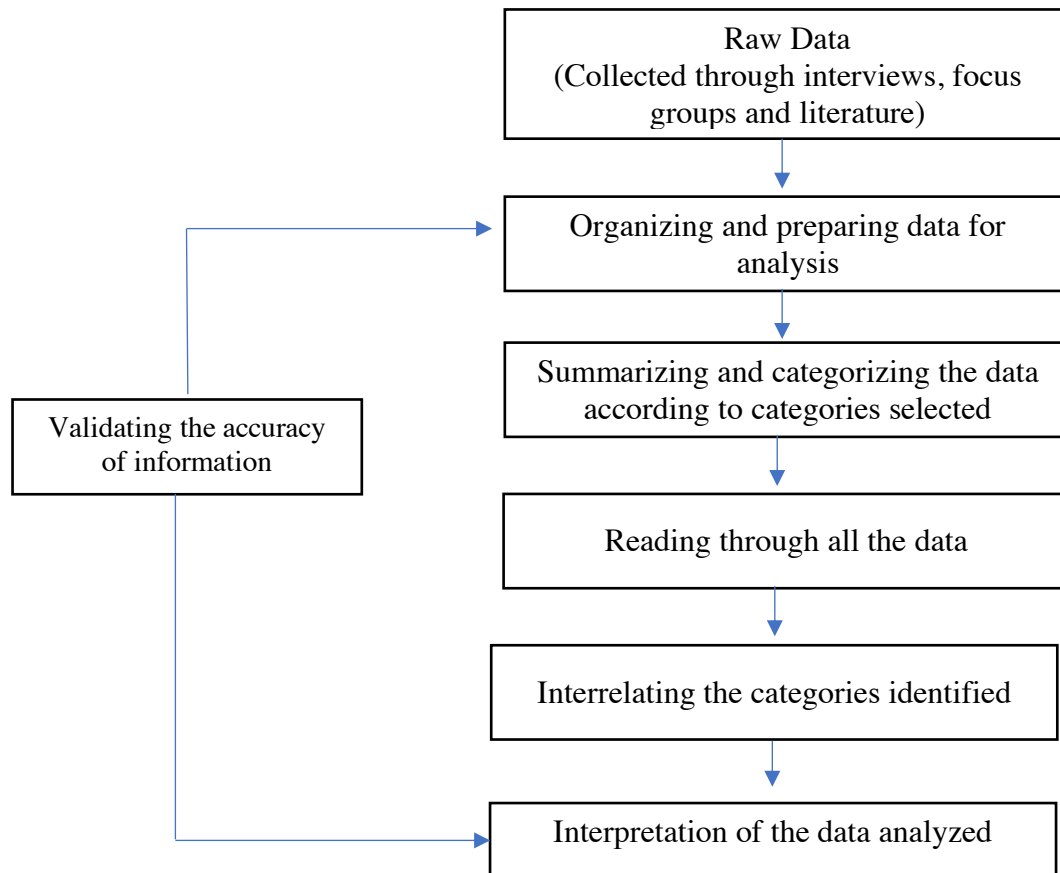 Raw Data
(Collected through interviews, focus
groups and literature)
Organizing and preparing data for
analysis
Summarizing and categorizing the data
according to categories selected
Validating the accuracy
of information
Reading through all the data
Interrelating the categories identified
Interpretation of the data analyzed